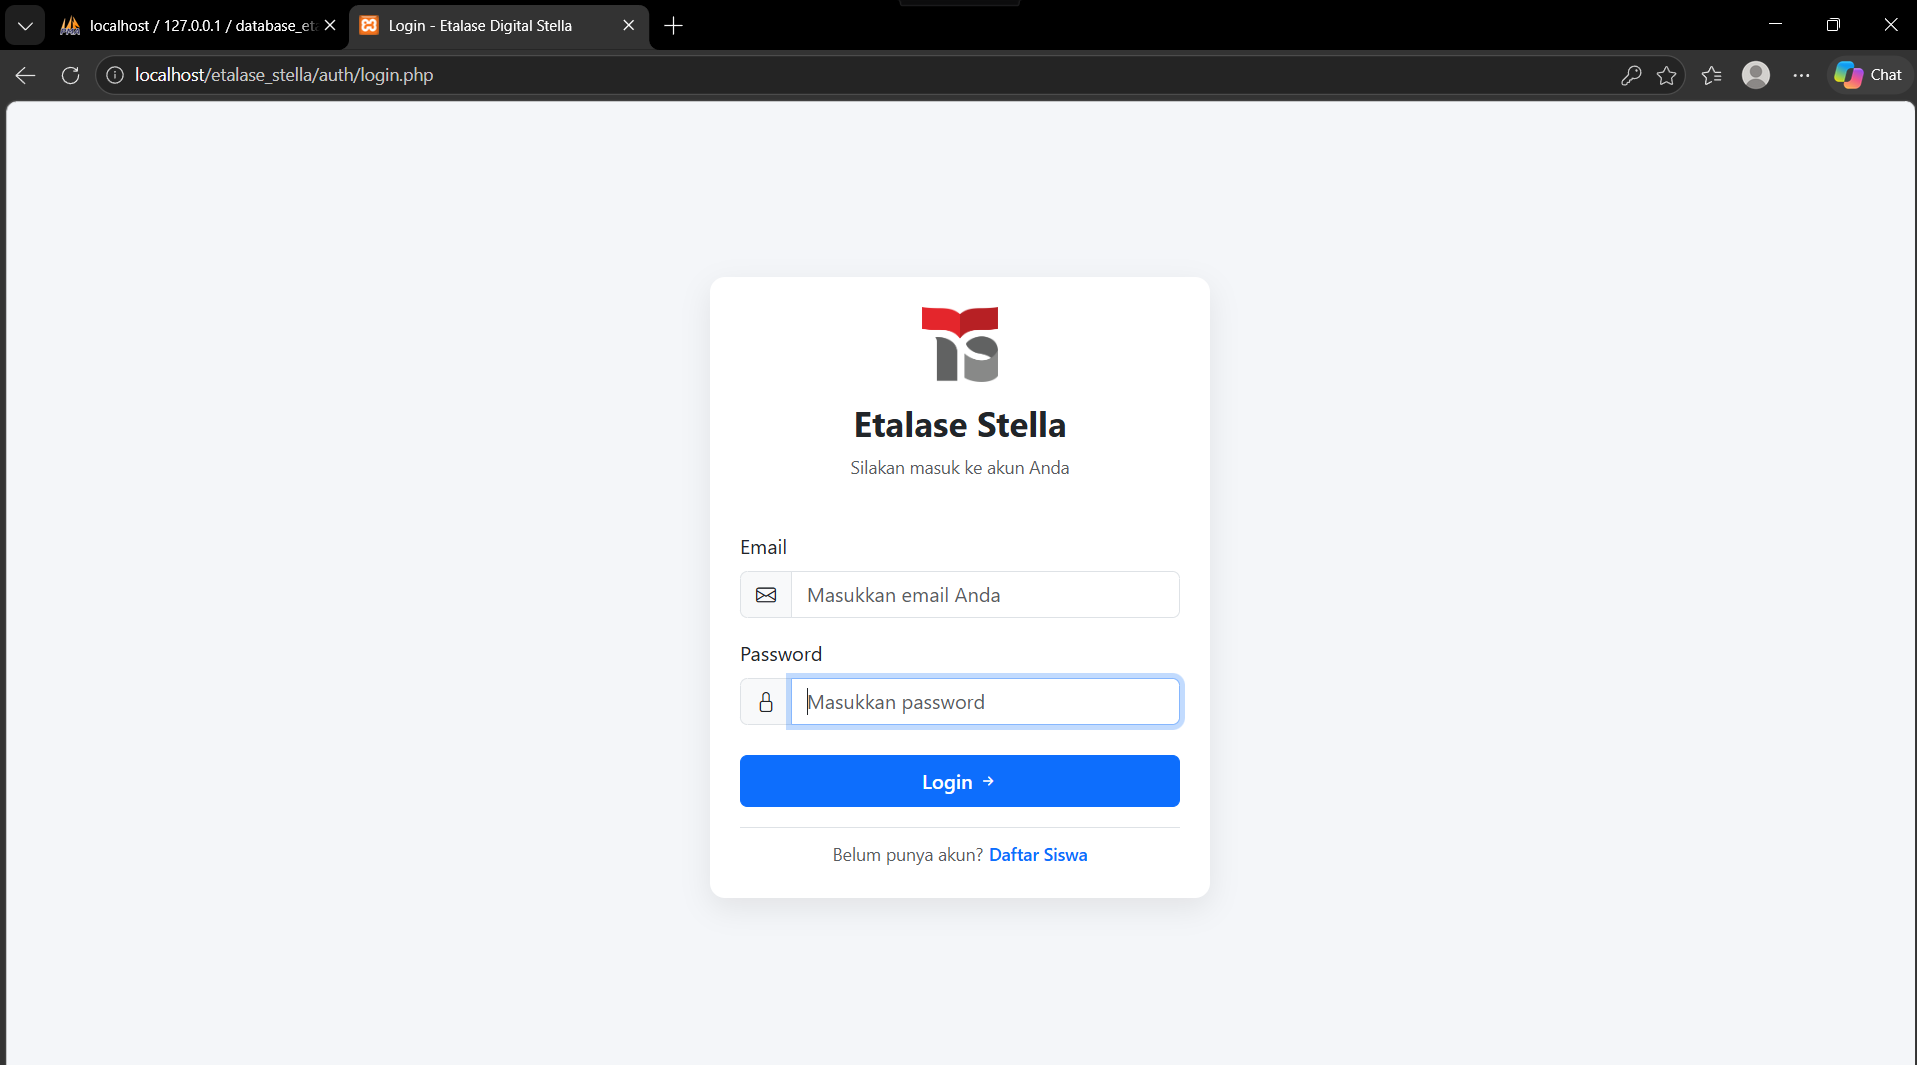 localhost / 127.0.0.1 / database_eta
Login - Etalase Digital Stella
localhost/etalase_stella/auth/login.php
Chat
Etalase Stella
Silakan masuk ke akun Anda
Email
Masukkan email Anda
Password
Masukkan password
Login →
Belum punya akun? Daftar Siswa